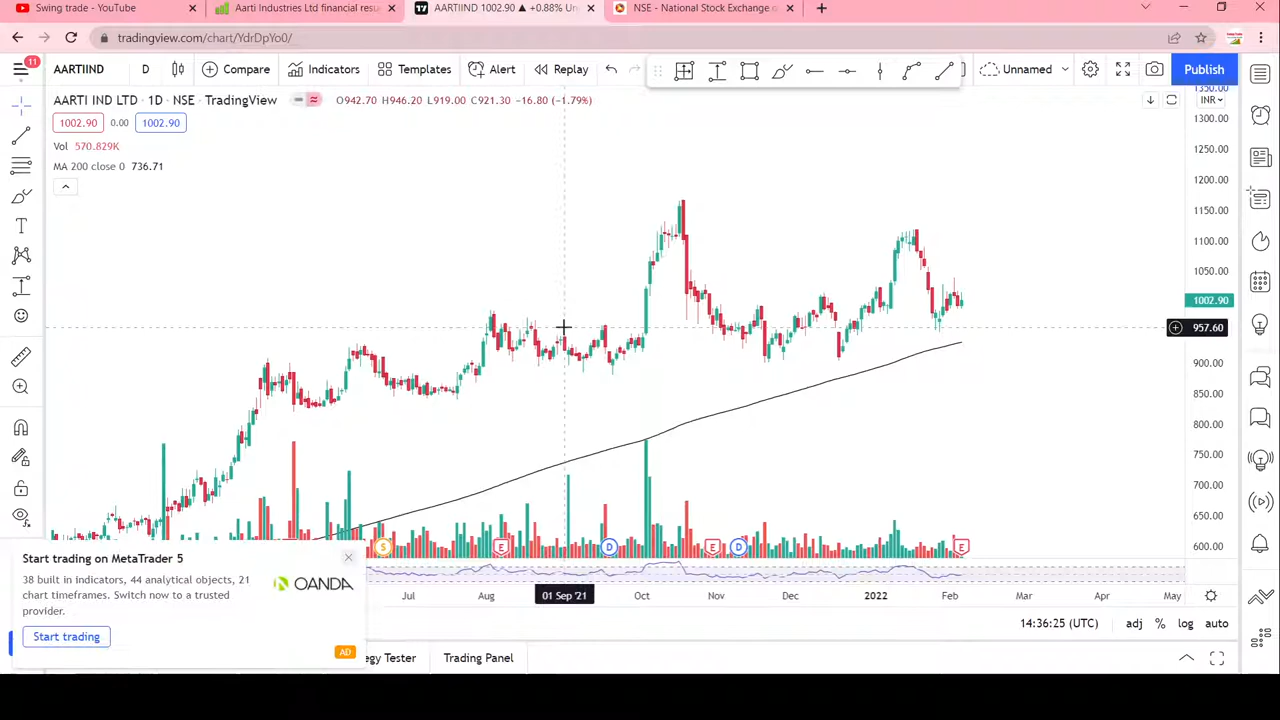 Swing trade - YouTube
Aarti Industries Ltd financial resu
AARTIIND 1002.90 ▲ +0.88% Un
NSE - National Stock Exchange o
tradingview.com/chart/YdrDpYo0/
11
AARTIIND D Compare Indicators Templates Alert Replay Unnamed Publish
AARTI IND LTD · 1D · NSE · TradingView O942.70 H946.20 L919.00 C921.30 -16.80 (-1.79%)
1002.90 0.00 1002.90
Vol 570.829K
MA 200 close 0 736.71
INR
1350.00
1300.00
1250.00
1200.00
1150.00
1100.00
1050.00
1002.90
957.60
900.00
850.00
800.00
750.00
700.00
650.00
600.00
S E D E D E
Start trading on MetaTrader 5
38 built in indicators, 44 analytical objects, 21
chart timeframes. Switch now to a trusted
provider.
OANDA
Start trading
AD
Jul Aug 01 Sep '21 Oct Nov Dec 2022 Feb Mar Apr May
14:36:25 (UTC) adj % log auto
egy Tester Trading Panel